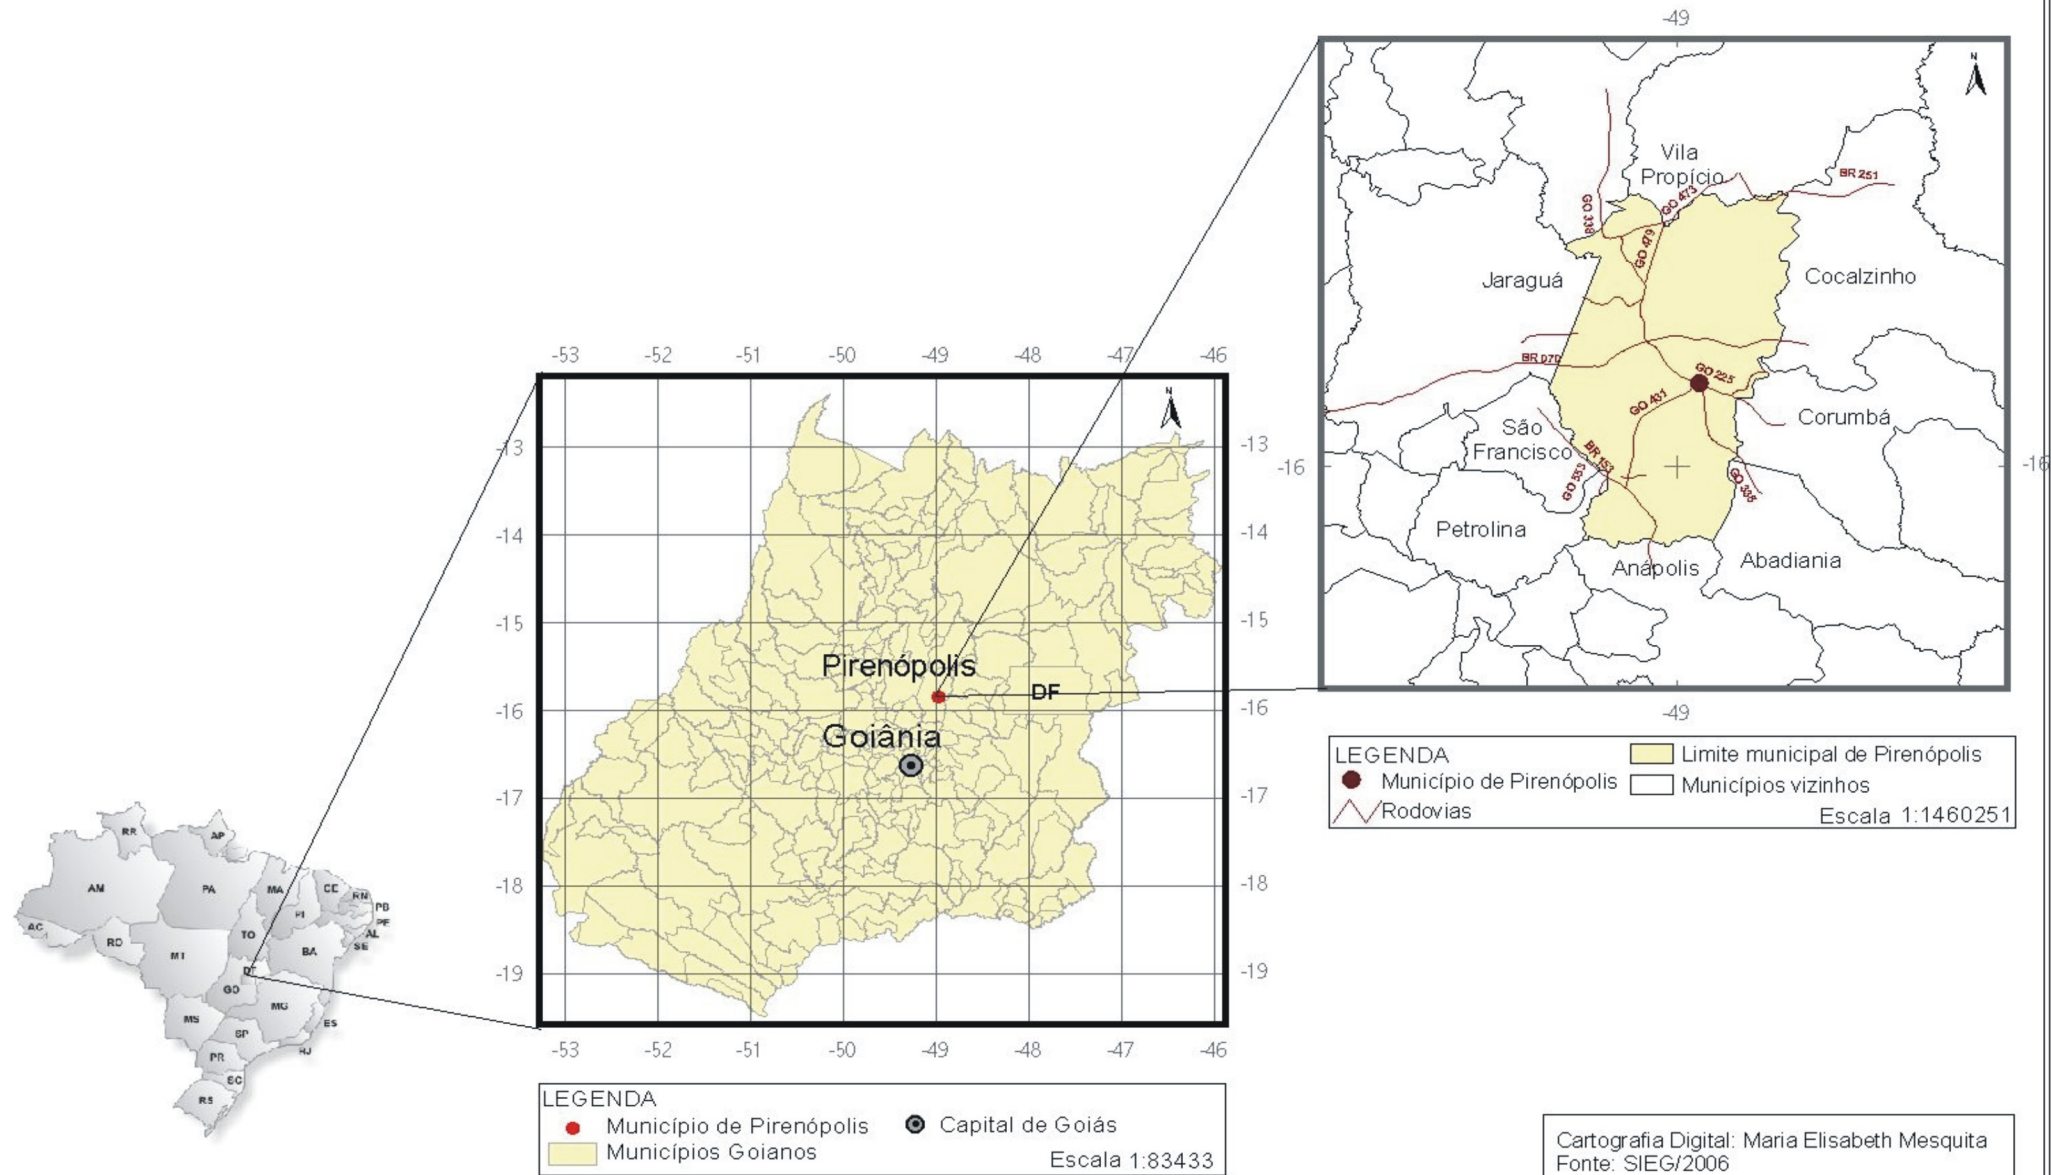 RR
AP
AM
PA
MA
CE
RN
PB
PE
AL
SE
PI
AC
RO
TO
BA
MT
DF
GO
MG
MS
ES
SP
RJ
PR
SC
RS
-53 -52 -51 -50 -49 -48 -47 -46
-13 -13
-14 -14
-15 -15
Pirenópolis
DF
-16 -16
Goiânia
-17 -17
-18 -18
-19 -19
-53 -52 -51 -50 -49 -48 -47 -46
N
LEGENDA
Município de Pirenópolis
Capital de Goiás
Municípios Goianos
Escala 1:83433
-49
N
Vila
Propício
BR 251
GO 338
GO 473
GO 479
Jaraguá
Cocalzinho
BR 070
GO 225
GO 431
Corumbá
São
Francisco
BR 153
-16 -16
GO 553
GO 338
Petrolina
Anápolis
Abadiania
-49
LEGENDA
Município de Pirenópolis
Rodovias
Limite municipal de Pirenópolis
Municípios vizinhos
Escala 1:1460251
Cartografia Digital: Maria Elisabeth Mesquita
Fonte: SIEG/2006